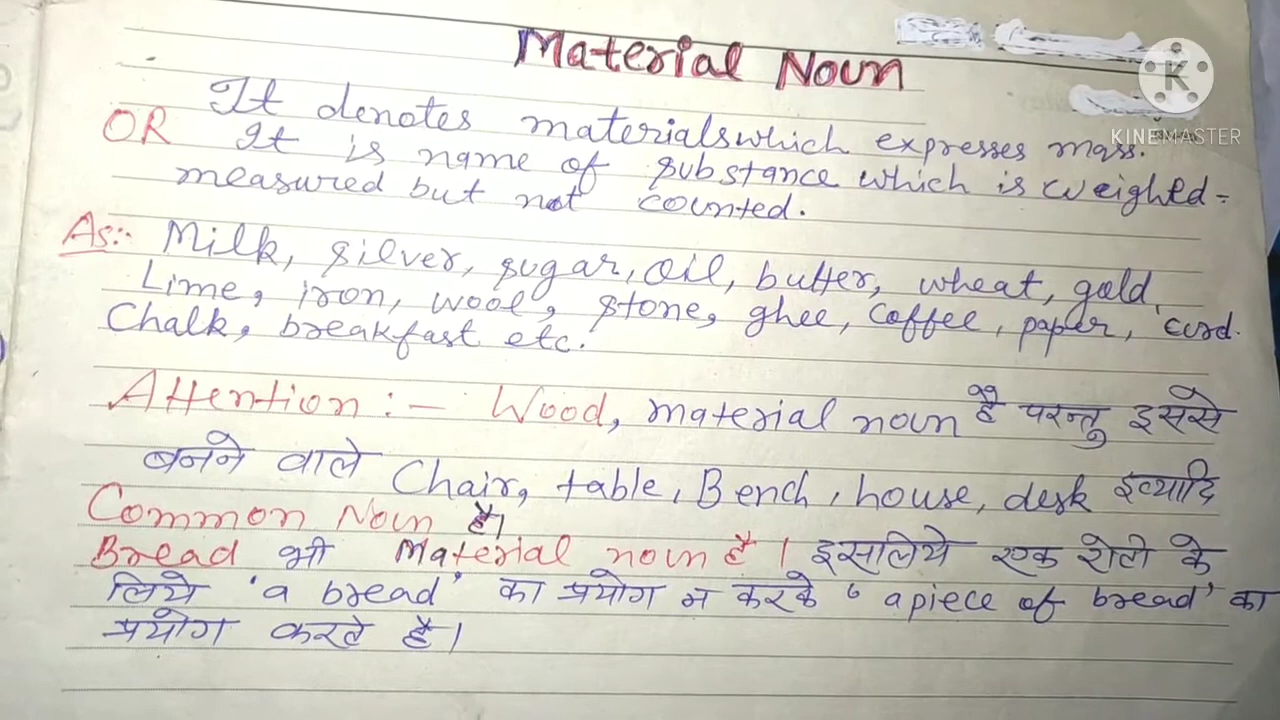 Material Noun
It denotes materials which expresses mass.
OR It is name of substance which is weighed =
measured but not counted.
As:- Milk, silver, sugar, oil, butter, wheat, gold,
Lime, iron, wool, stone, ghee, coffee, paper, curd.
Chalk, breakfast etc.
Attention :- Wood, material noun है परन्तु इससे
बनने वाले Chair, table, Bench, house, desk इत्यादि
Common Noun है।
Bread भी Material noun है। इसलिये एक रोटी के
लिये 'a bread' का प्रयोग न करके 'a piece of bread' का
प्रयोग करते है।
KINEMASTER